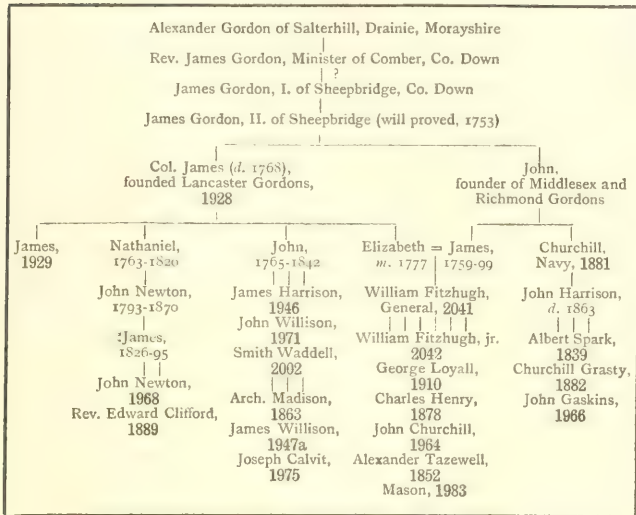 Alexander Gordon of Salterhill, Drainie, Morayshire
Rev. James Gordon, Minister of Comber, Co. Down
?
James Gordon, I. of Sheepbridge, Co. Down
James Gordon, II. of Sheepbridge (will proved, 1753)
Col. James (d. 1768),
founded Lancaster Gordons,
1928
John,
founder of Middlesex and
Richmond Gordons
James,
1929
Nathaniel,
1763-1820
John Newton,
1793-1870
James,
1826-95
John Newton,
1968
Rev. Edward Clifford,
1889
John,
1765-1842
James Harrison,
1946
John Willison,
1971
Smith Waddell,
2002
Arch. Madison,
1863
James Willison,
1947a
Joseph Calvit,
1975
Elizabeth = James,
m. 1777 1759-99
William Fitzhugh,
General, 2041
William Fitzhugh, jr.
2042
George Loyall,
1910
Charles Henry,
1878
John Churchill,
1964
Alexander Tazewell,
1852
Mason, 1983
Churchill,
Navy, 1881
John Harrison,
d. 1863
Albert Spark,
1839
Churchill Grasty,
1882
John Gaskins,
1966